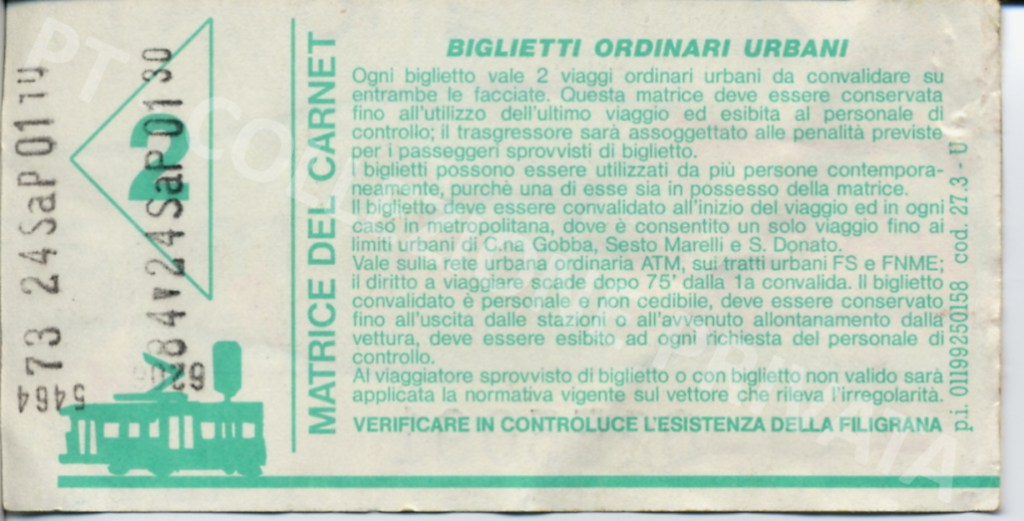 BIGLIETTI ORDINARI URBANI
Ogni biglietto vale 2 viaggi ordinari urbani da convalidare su
entrambe le facciate. Questa matrice deve essere conservata
fino all'utilizzo dell'ultimo viaggio ed esibita al personale di
controllo; il trasgressore sarà assoggettato alle penalità previste
per i passeggeri sprovvisti di biglietto.
I biglietti possono essere utilizzati da più persone contempora-
neamente, purchè una di esse sia in possesso della matrice.
Il biglietto deve essere convalidato all'inizio del viaggio ed in ogni
caso in metropolitana, dove è consentito un solo viaggio fino ai
limiti urbani di C.na Gobba, Sesto Marelli e S. Donato.
Vale sulla rete urbana ordinaria ATM, sui tratti urbani FS e FNME;
il diritto a viaggiare scade dopo 75' dalla 1a convalida. Il biglietto
convalidato è personale e non cedibile, deve essere conservato
fino all'uscita dalle stazioni o all'avvenuto allontanamento dalla
vettura, deve essere esibito ad ogni richiesta del personale di
controllo.
Al viaggiatore sprovvisto di biglietto o con biglietto non valido sarà
applicata la normativa vigente sul vettore che rileva l'irregolarità.
VERIFICARE IN CONTROLUCE L'ESISTENZA DELLA FILIGRANA
MATRICE DEL CARNET
p.i. 01199250158 cod. 27.3 - U
2
73 24SaP01
284v24SaP0130
5464
PT COLLEZIONE PRIVATA